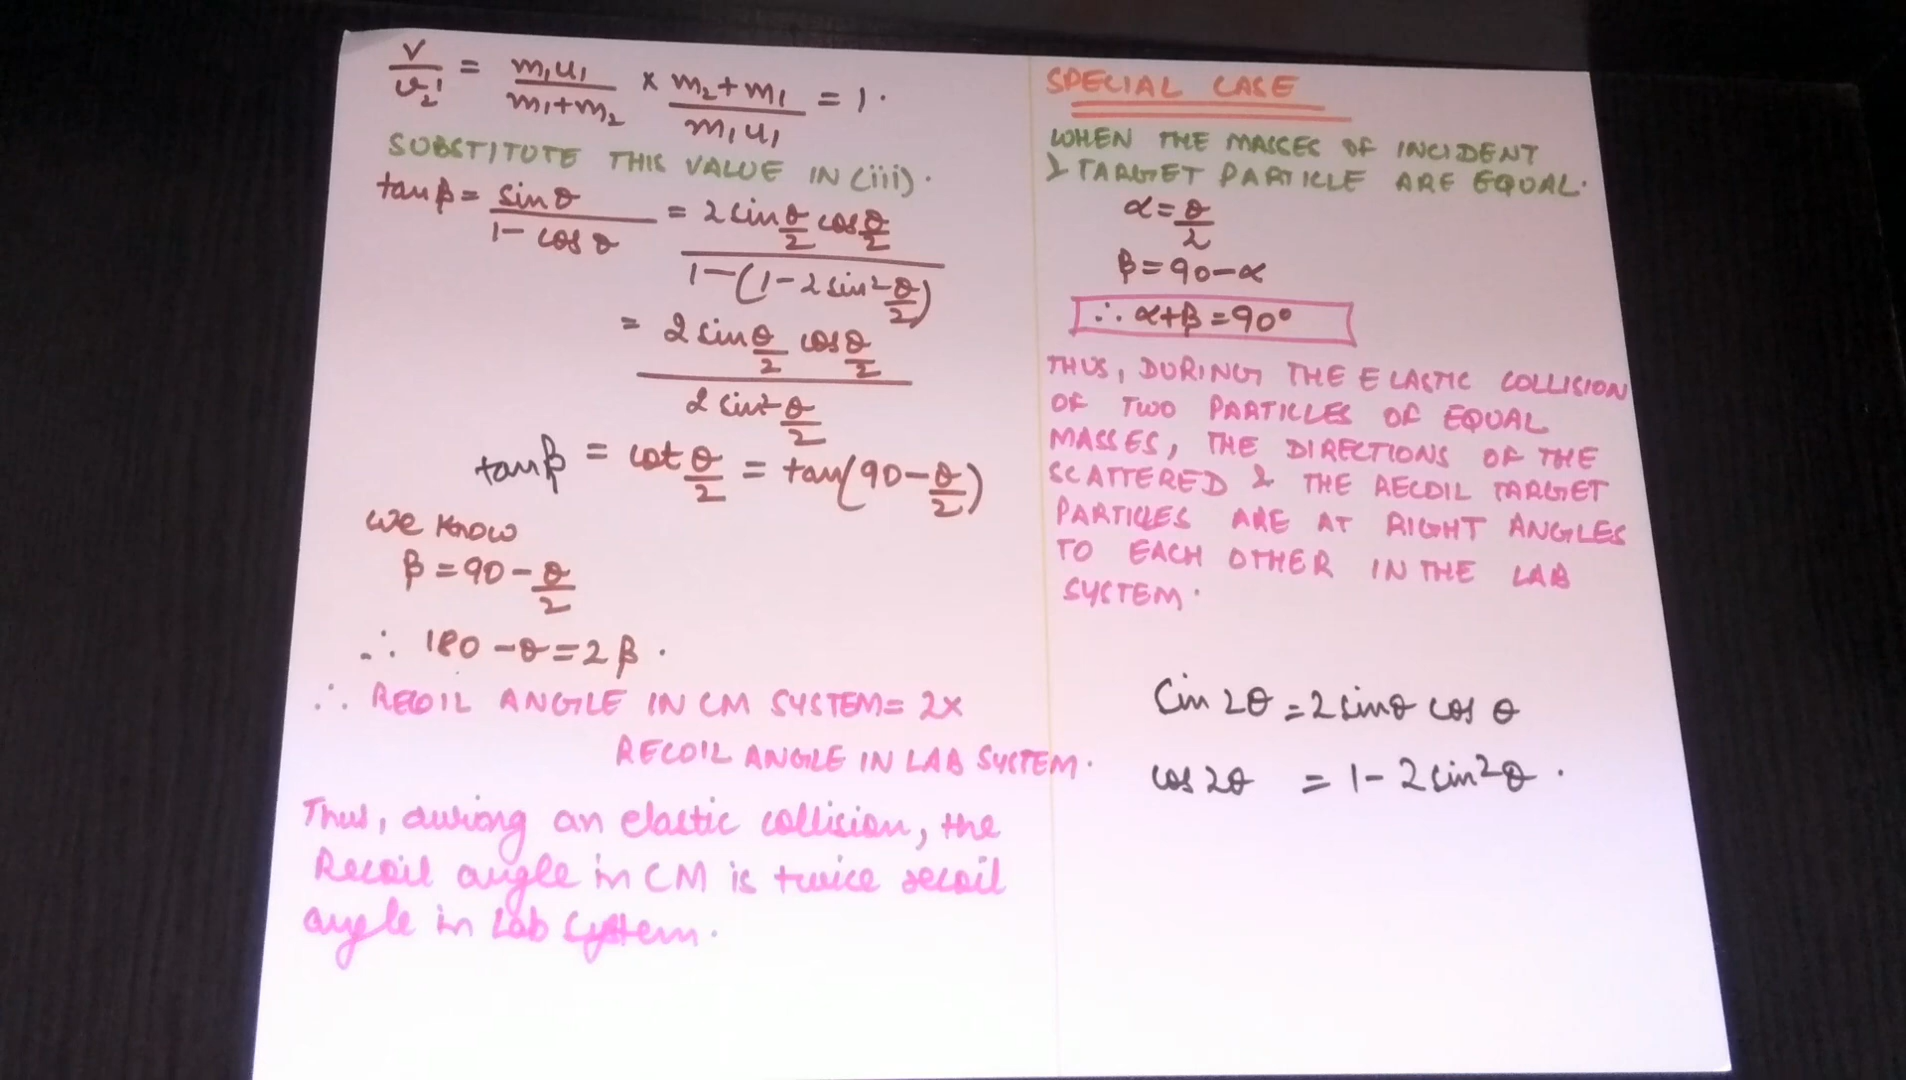 V/v₂' = m₁u₁/(m₁+m₂) × (m₂+m₁)/(m₁u₁) = 1.
SUBSTITUTE THIS VALUE IN (iii).
tan β = sin θ/(1 - cos θ) = 2 sin θ/2 cos θ/2 / (1-(1-2 sin² θ/2))
= 2 sin θ/2 cos θ/2 / (2 sin² θ/2)
tan β = cot θ/2 = tan(90-θ/2)
We know
β = 90 - θ/2
∴ 180 - θ = 2β.
∴ RECOIL ANGLE IN CM SYSTEM = 2x
RECOIL ANGLE IN LAB SYSTEM.
Thus, during an elastic collision, the
Recoil angle in CM is twice recoil
angle in Lab System.
SPECIAL CASE
WHEN THE MASSES OF INCIDENT
& TARGET PARTICLE ARE EQUAL.
α = θ/2
β = 90-α
∴ α+β = 90°
THUS, DURING THE ELASTIC COLLISION
OF TWO PARTICLES OF EQUAL
MASSES, THE DIRECTIONS OF THE
SCATTERED & THE RECOIL TARGET
PARTICLES ARE AT RIGHT ANGLES
TO EACH OTHER IN THE LAB
SYSTEM.
Sin 2θ = 2 sin θ cos θ
cos 2θ = 1 - 2 sin² θ.